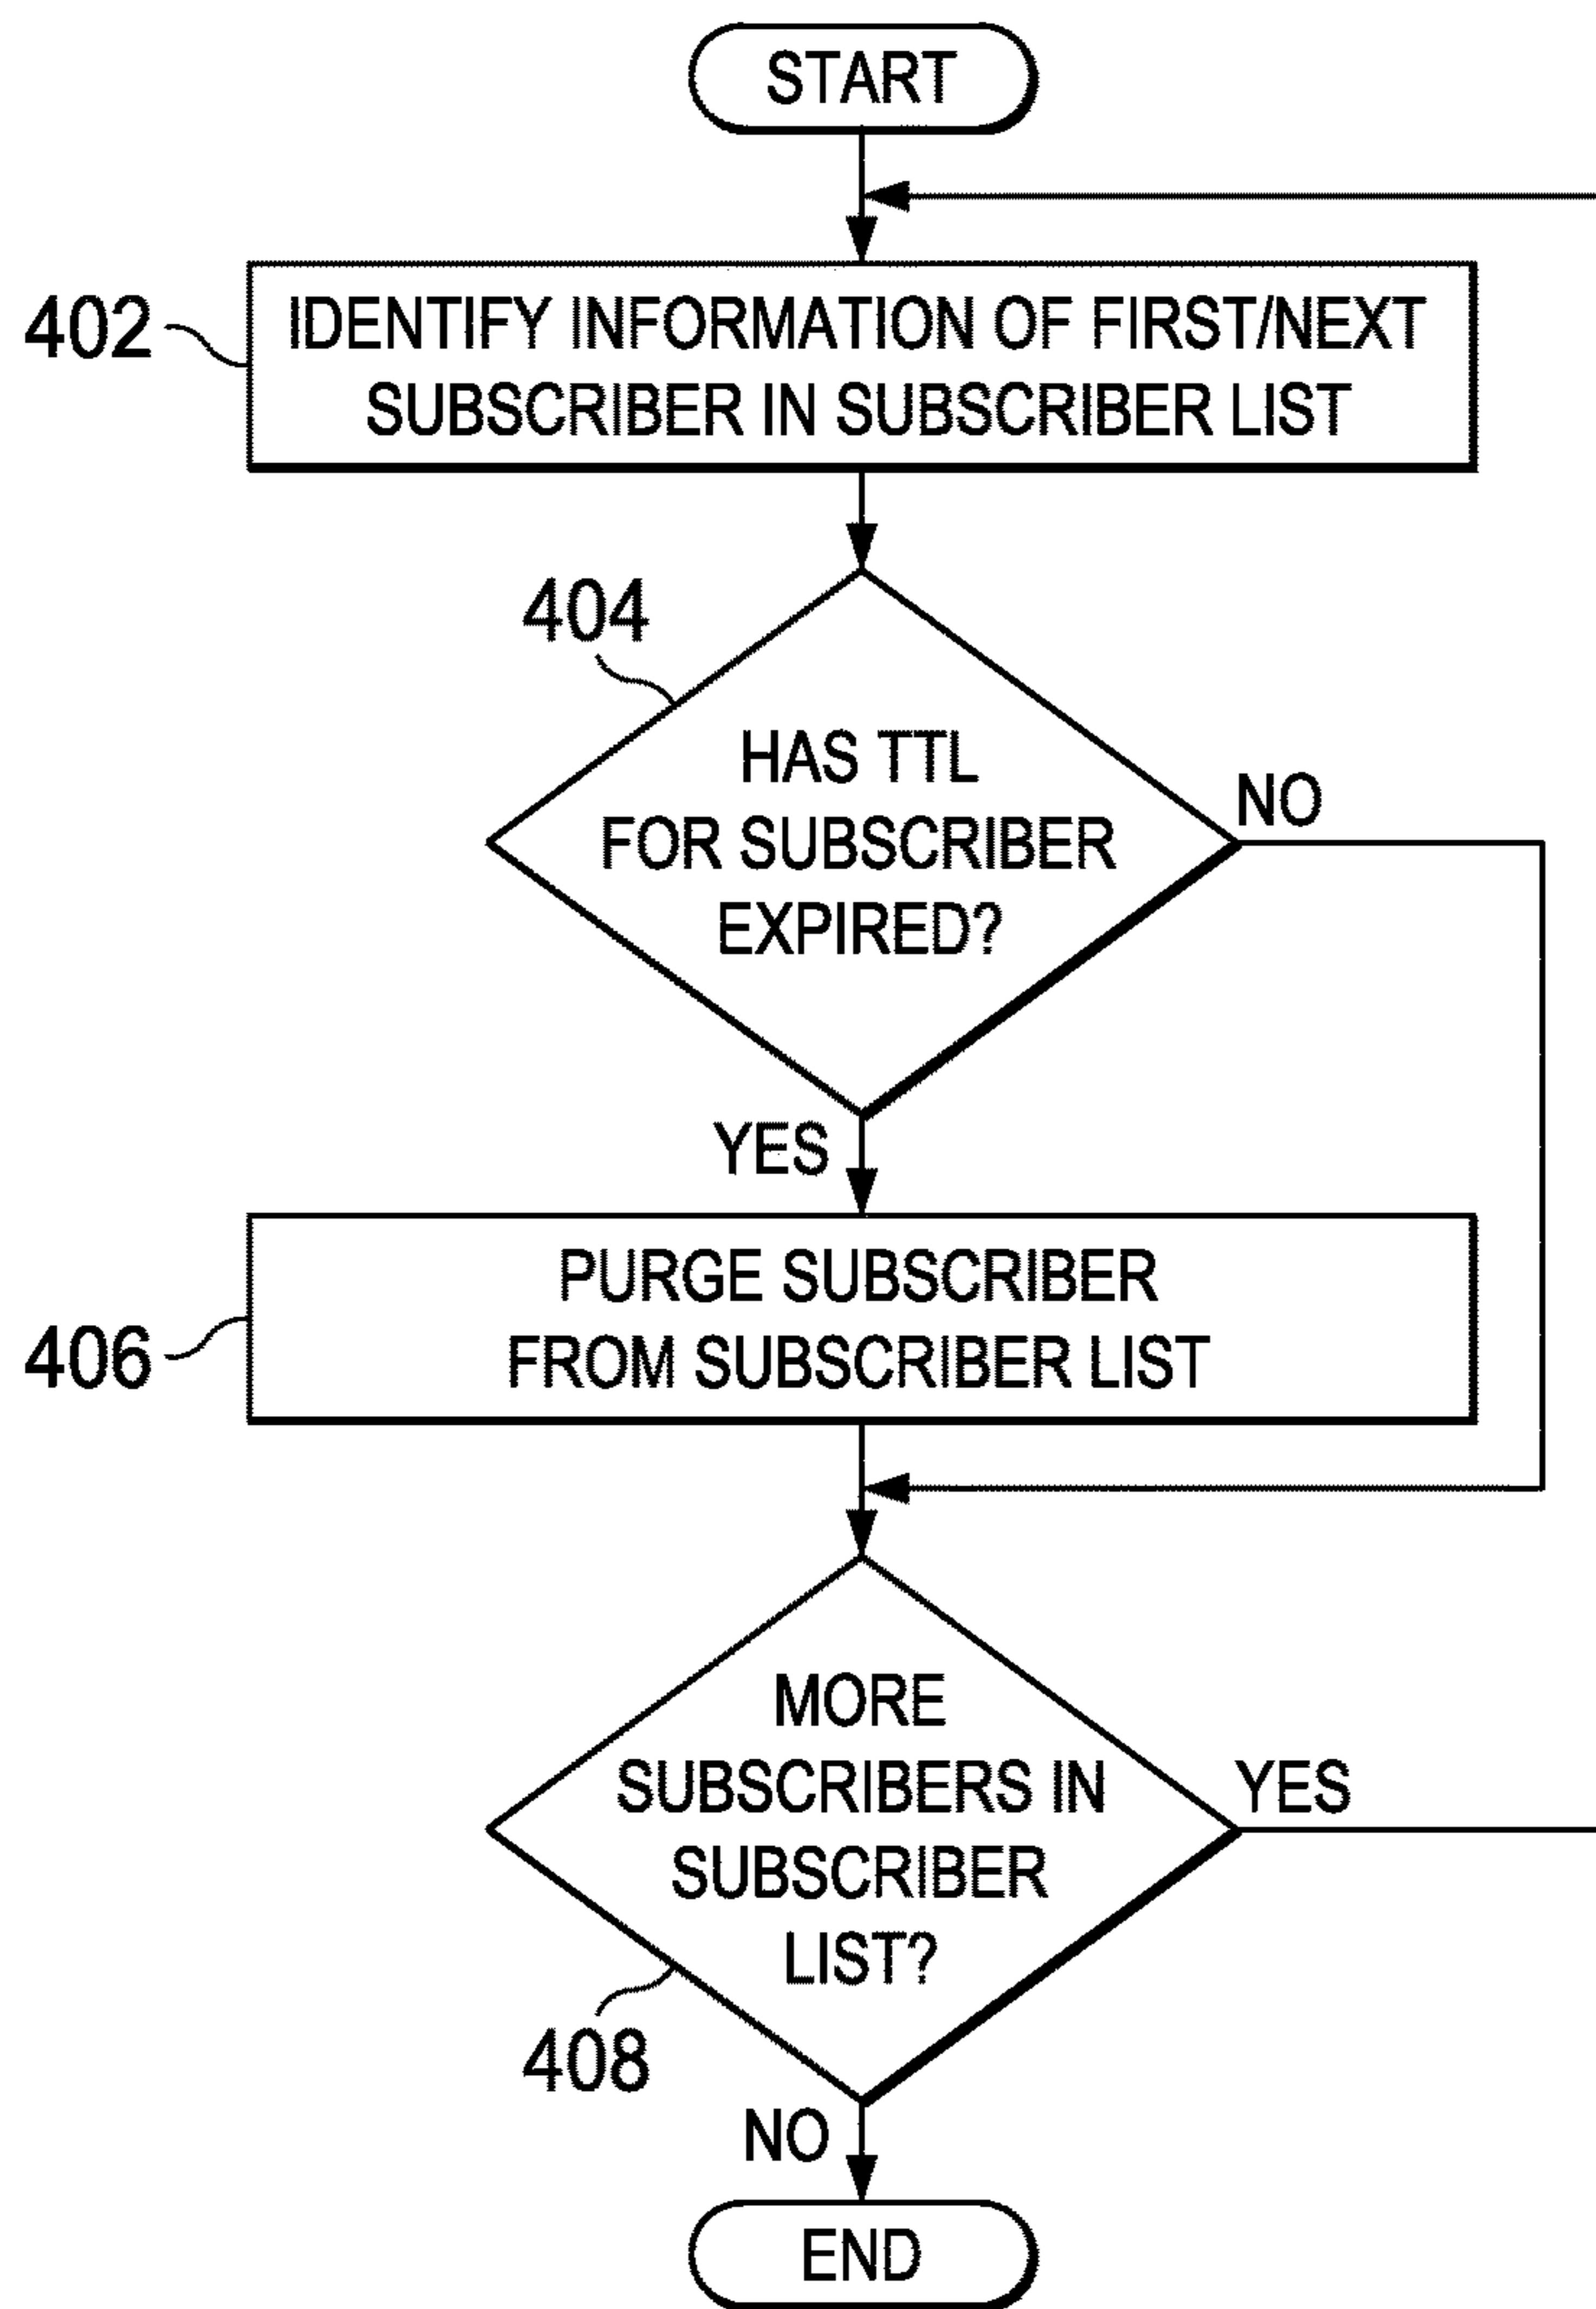 START
402
IDENTIFY INFORMATION OF FIRST/NEXT
SUBSCRIBER IN SUBSCRIBER LIST
404
HAS TTL
FOR SUBSCRIBER
EXPIRED?
NO
YES
406
PURGE SUBSCRIBER
FROM SUBSCRIBER LIST
MORE
SUBSCRIBERS IN
SUBSCRIBER
LIST?
YES
408
NO
END